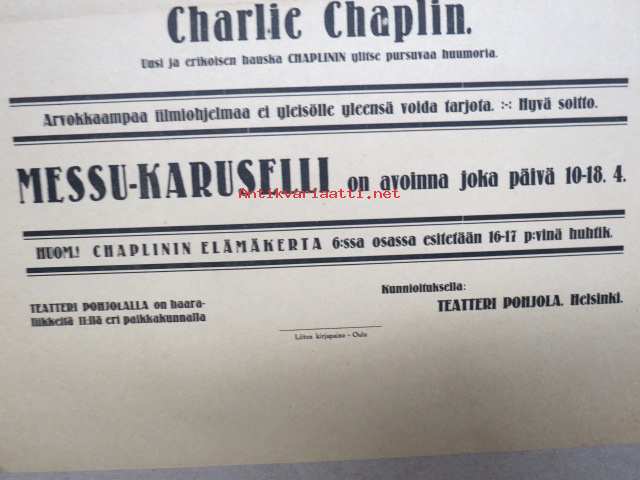 Charlie Chaplin.
Uusi ja erikoisen hauska CHAPLININ ylitse pursuvaa huumoria.
Arvokkaampaa filmiohjelmaa ei yleisölle yleensä voida tarjota. :-: Hyvä soitto.
MESSU-KARUSELLI on avoinna joka päivä 10-18. 4.
Antikvariaatti.net
HUOM.! CHAPLININ ELÄMÄKERTA 6:ssa osassa esitetään 16-17 p:vinä huhtik.
Kunnioituksella:
TEATTERI POHJOLALLA on haara-
TEATTERI POHJOLA. Helsinki.
liikkeitä 11:llä eri paikkakunnalla
Liiton kirjapaino - Oulu